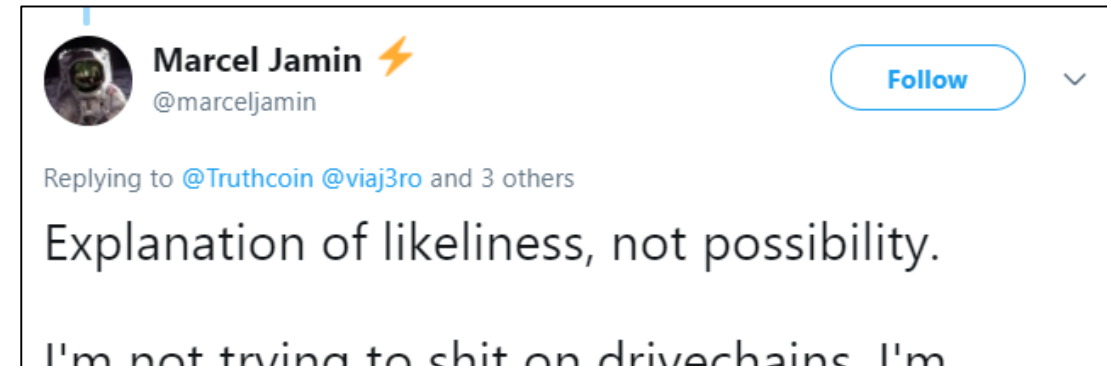 Marcel Jamin ⚡
@marceljamin
Follow
Replying to @Truthcoin @viaj3ro and 3 others
Explanation of likeliness, not possibility.
I'm not trying to shit on drivechains. I'm